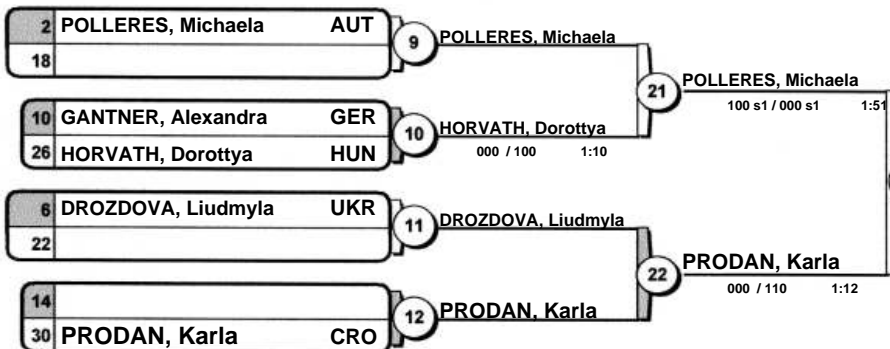 2 POLLERES, Michaela AUT
18
9 POLLERES, Michaela
10 GANTNER, Alexandra GER
26 HORVATH, Dorottya HUN
10 HORVATH, Dorottya
000 / 100 1:10
21 POLLERES, Michaela
100 s1 / 000 s1 1:51
6 DROZDOVA, Liudmyla UKR
22
11 DROZDOVA, Liudmyla
14
30 PRODAN, Karla CRO
12 PRODAN, Karla
22 PRODAN, Karla
000 / 110 1:12